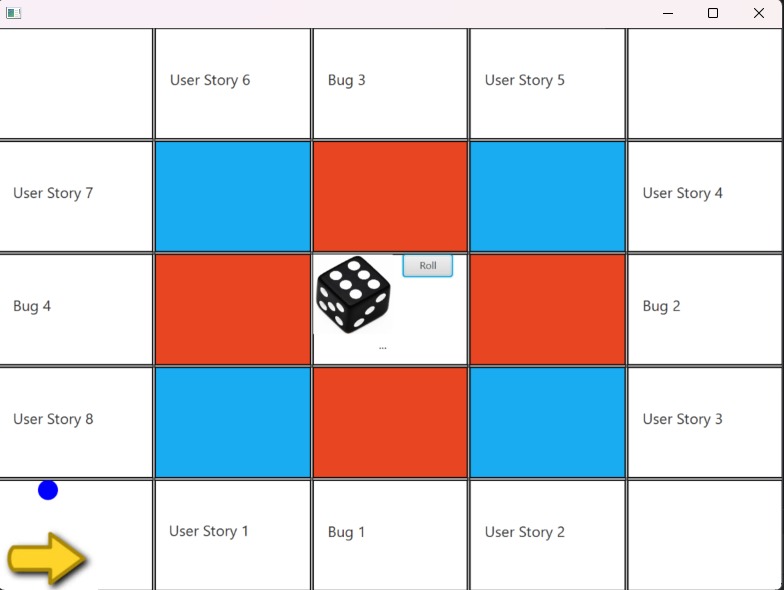 User Story 6
Bug 3
User Story 5
User Story 7
User Story 4
Bug 4
Roll
...
Bug 2
User Story 8
User Story 3
User Story 1
Bug 1
User Story 2